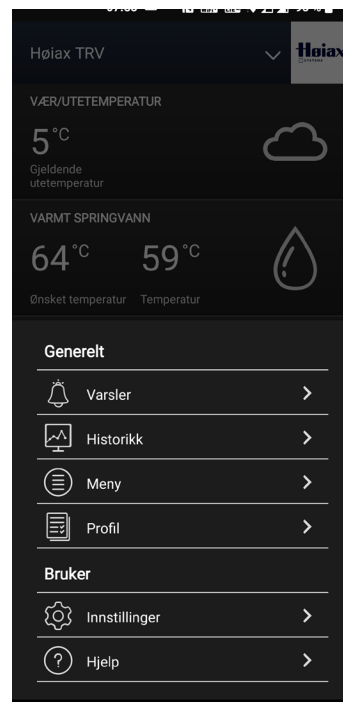 Høiax TRV
Høiax
SYSTEMS
VÆR/UTETEMPERATUR
5°C
Gjeldende
utetemperatur
VARMT SPRINGVANN
64°C 59°C
Ønsket temperatur Temperatur
Generelt
Varsler
Historikk
Meny
Profil
Bruker
Innstillinger
Hjelp